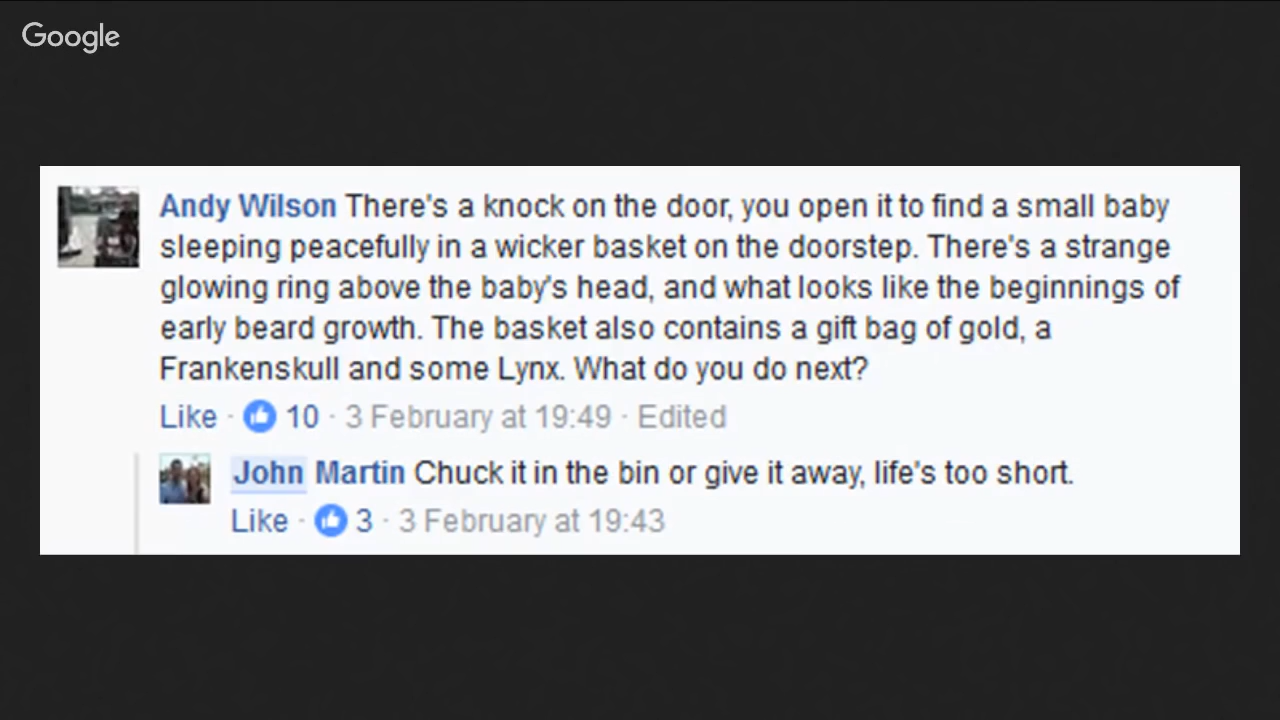 Google
Andy Wilson There's a knock on the door, you open it to find a small baby
sleeping peacefully in a wicker basket on the doorstep. There's a strange
glowing ring above the baby's head, and what looks like the beginnings of
early beard growth. The basket also contains a gift bag of gold, a
Frankenskull and some Lynx. What do you do next?
Like · 10 · 3 February at 19:49 · Edited
John Martin Chuck it in the bin or give it away, life's too short.
Like · 3 · 3 February at 19:43